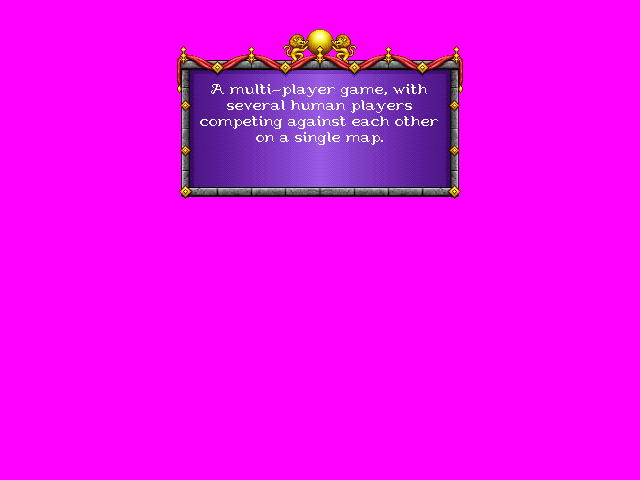 A multi-player game, with
several human players
competing against each other
on a single map.